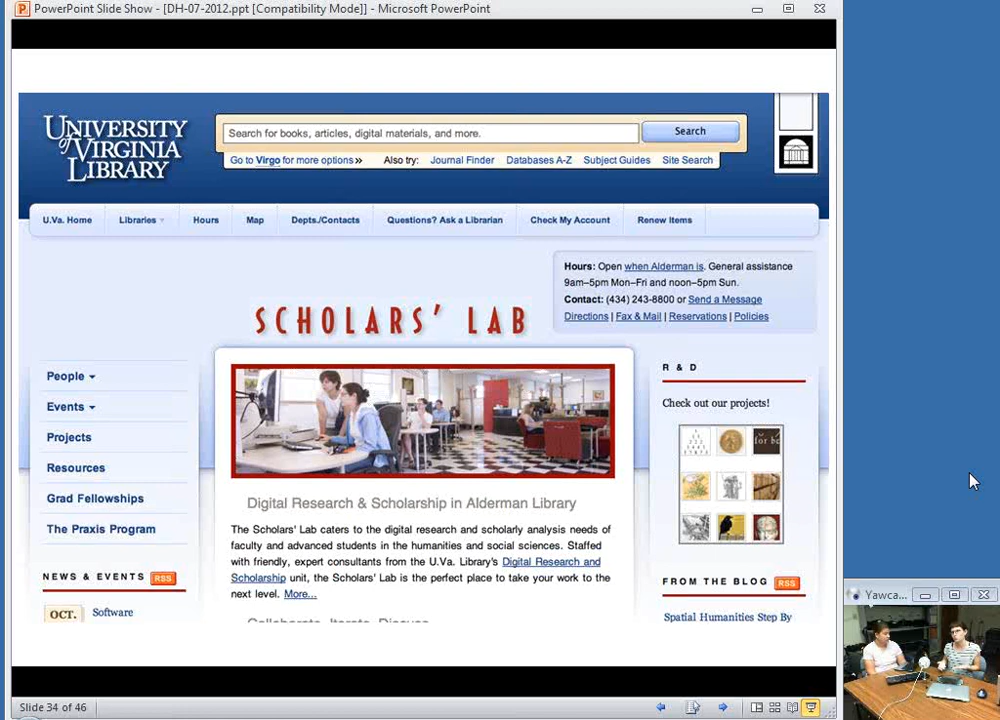 PowerPoint Slide Show - [DH-07-2012.ppt [Compatibility Mode]] - Microsoft PowerPoint
UNIVERSITY
of VIRGINIA
LIBRARY
Search for books, articles, digital materials, and more.
Search
Go to Virgo for more options » Also try: Journal Finder Databases A-Z Subject Guides Site Search
U.Va. Home Libraries Hours Map Depts./Contacts Questions? Ask a Librarian Check My Account Renew Items
Hours: Open when Alderman is. General assistance
9am–5pm Mon–Fri and noon–5pm Sun.
Contact: (434) 243-8800 or Send a Message
Directions | Fax & Mail | Reservations | Policies
SCHOLARS' LAB
People
Events
Projects
Resources
Grad Fellowships
The Praxis Program
NEWS & EVENTS RSS
OCT. Software
Digital Research & Scholarship in Alderman Library
The Scholars' Lab caters to the digital research and scholarly analysis needs of
faculty and advanced students in the humanities and social sciences. Staffed
with friendly, expert consultants from the U.Va. Library's Digital Research and
Scholarship unit, the Scholars' Lab is the perfect place to take your work to the
next level. More...
Collaborate, Iterate, Discuss
R & D
Check out our projects!
for bc
FROM THE BLOG RSS
Spatial Humanities Step By
Yawca...
Slide 34 of 46